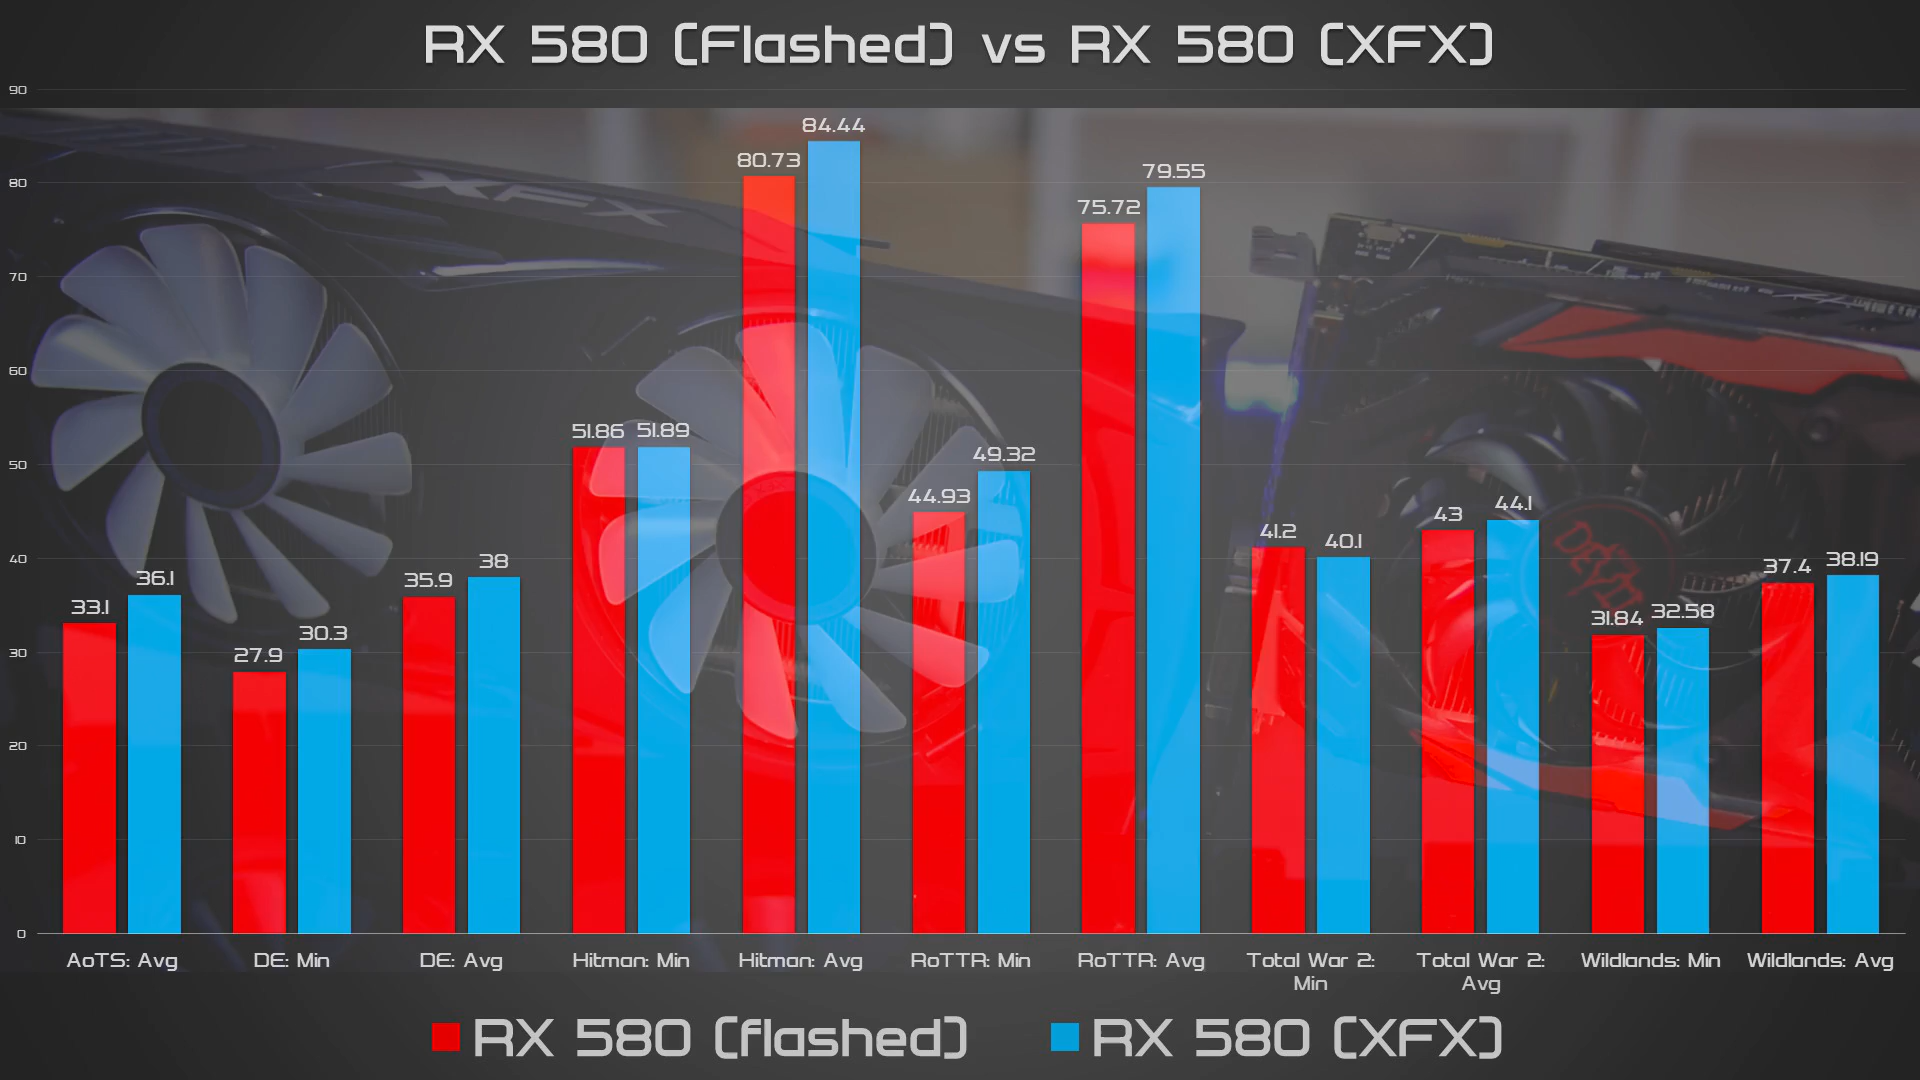 RX 580 (Flashed) vs RX 580 (XFX)
90
80
70
60
50
40
30
20
10
0
XFX
DEVIL
33.1
36.1
27.9
30.3
35.9
38
51.86
51.89
80.73
84.44
44.93
49.32
75.72
79.55
41.2
40.1
43
44.1
31.84
32.58
37.4
38.19
AoTS: Avg
DE: Min
DE: Avg
Hitman: Min
Hitman: Avg
RoTTR: Min
RoTTR: Avg
Total War 2:
Min
Total War 2:
Avg
Wildlands: Min
Wildlands: Avg
RX 580 (flashed)
RX 580 (XFX)